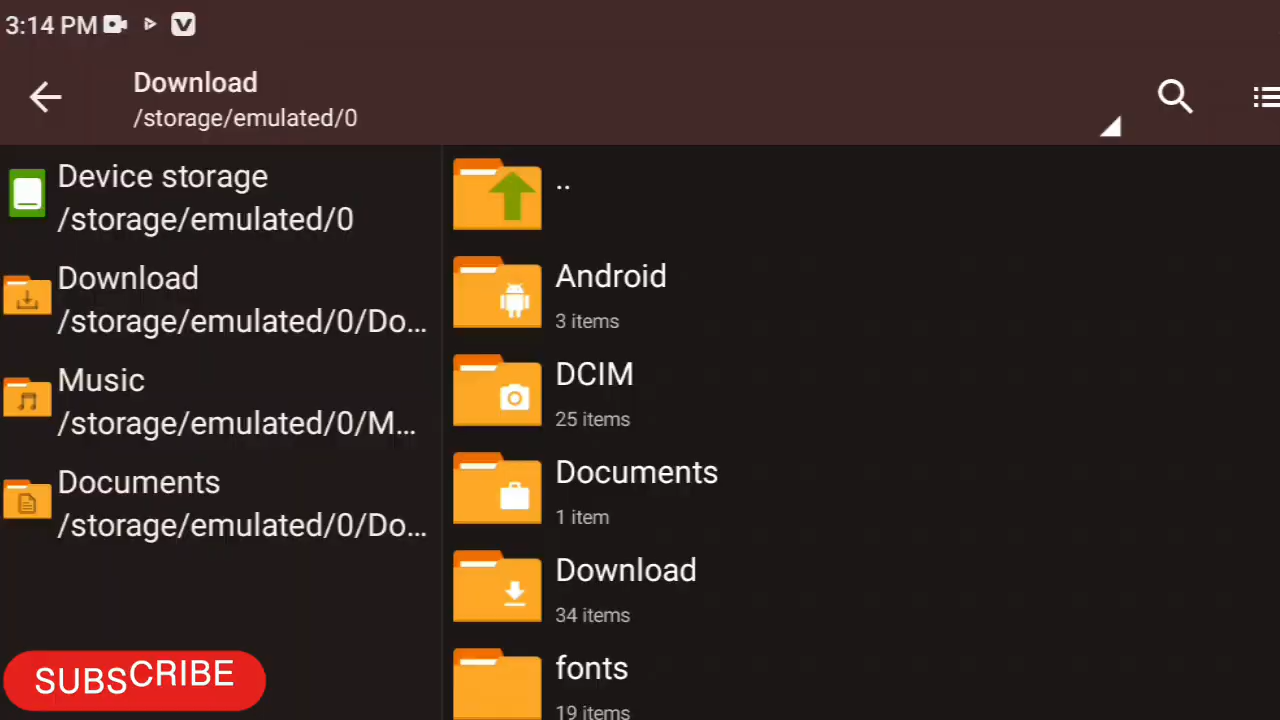 3:14 PM
Download
/storage/emulated/0
Device storage
/storage/emulated/0
Download
/storage/emulated/0/Do...
Music
/storage/emulated/0/M...
Documents
/storage/emulated/0/Do...
SUBSCRIBE
..
Android
3 items
DCIM
25 items
Documents
1 item
Download
34 items
fonts
19 items